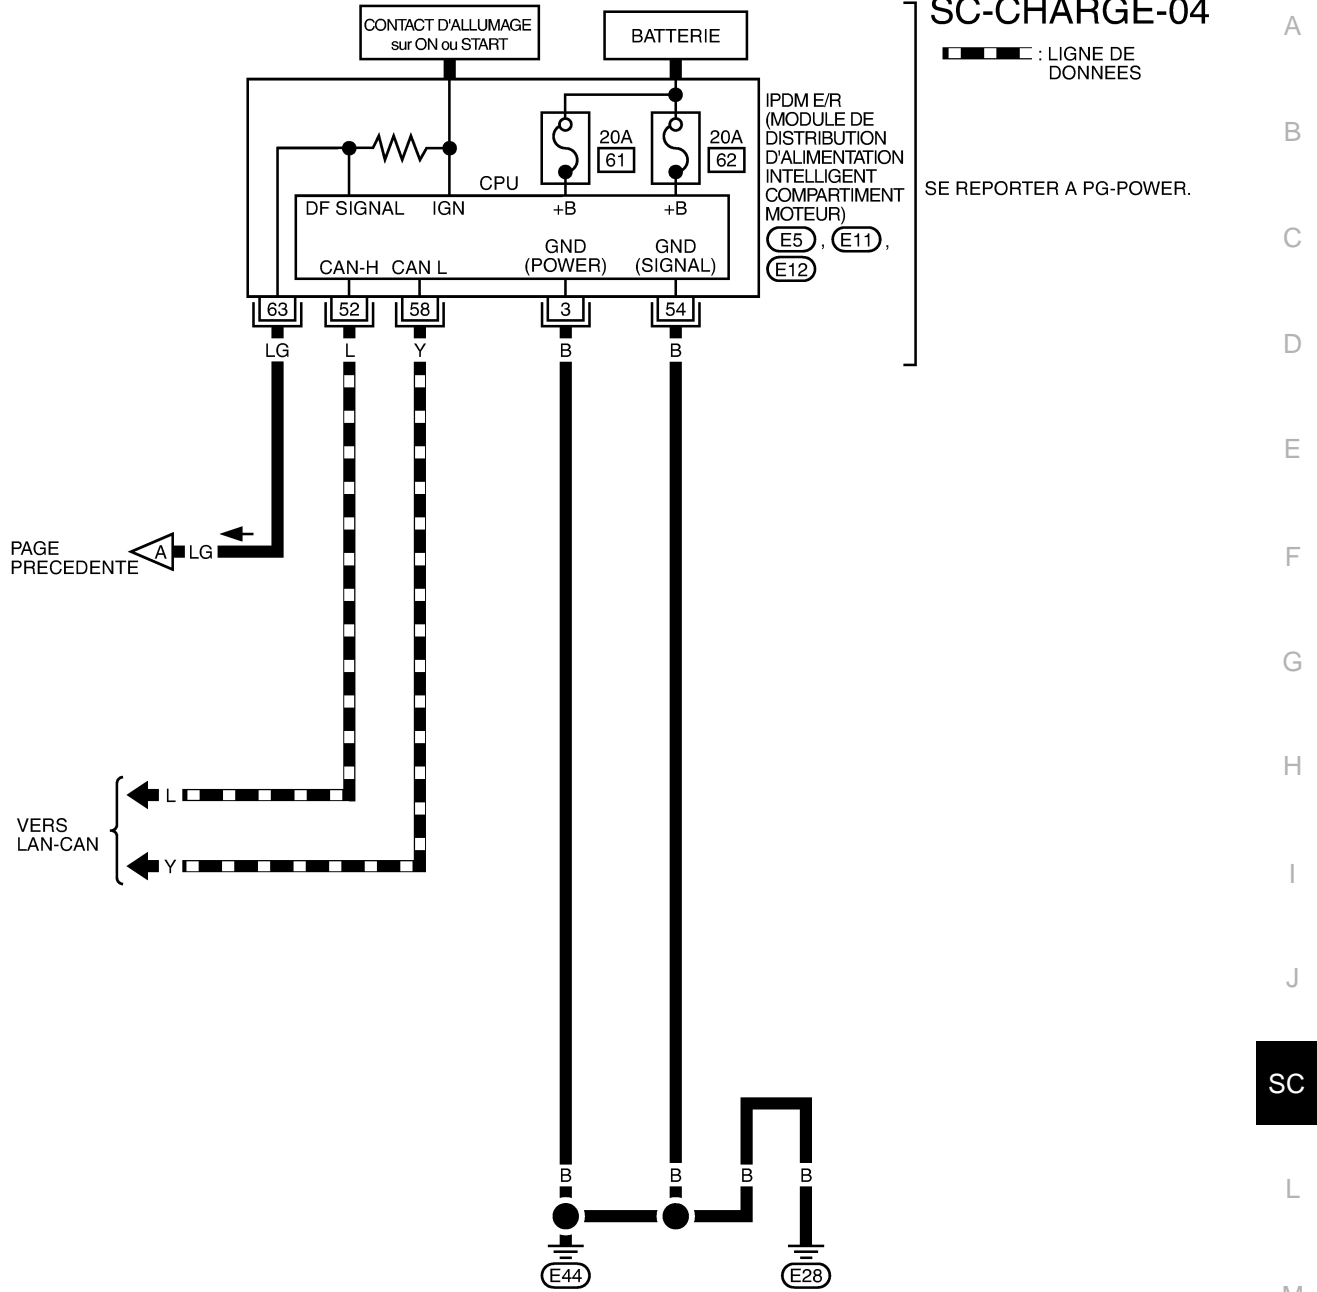 SC-CHARGE-04
CONTACT D'ALLUMAGE
sur ON ou START
BATTERIE
: LIGNE DE
DONNEES
IPDM E/R
(MODULE DE
DISTRIBUTION
D'ALIMENTATION
INTELLIGENT
COMPARTIMENT
MOTEUR)
E5 , E11 ,
E12
SE REPORTER A PG-POWER.
20A
61
20A
62
CPU
DF SIGNAL
IGN
+B
+B
CAN-H
CAN L
GND
(POWER)
GND
(SIGNAL)
63
52
58
3
54
LG
L
Y
B
B
PAGE
PRECEDENTE
A
LG
VERS
LAN-CAN
L
Y
B
B
B
B
E44
E28
A
B
C
D
E
F
G
H
I
J
SC
L
M